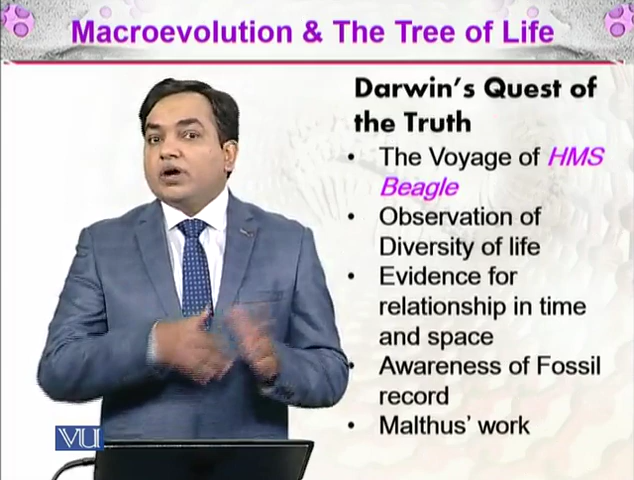 Macroevolution & The Tree of Life
Darwin's Quest of
the Truth
• The Voyage of HMS
Beagle
• Observation of
Diversity of life
• Evidence for
relationship in time
and space
• Awareness of Fossil
record
• Malthus' work
VU